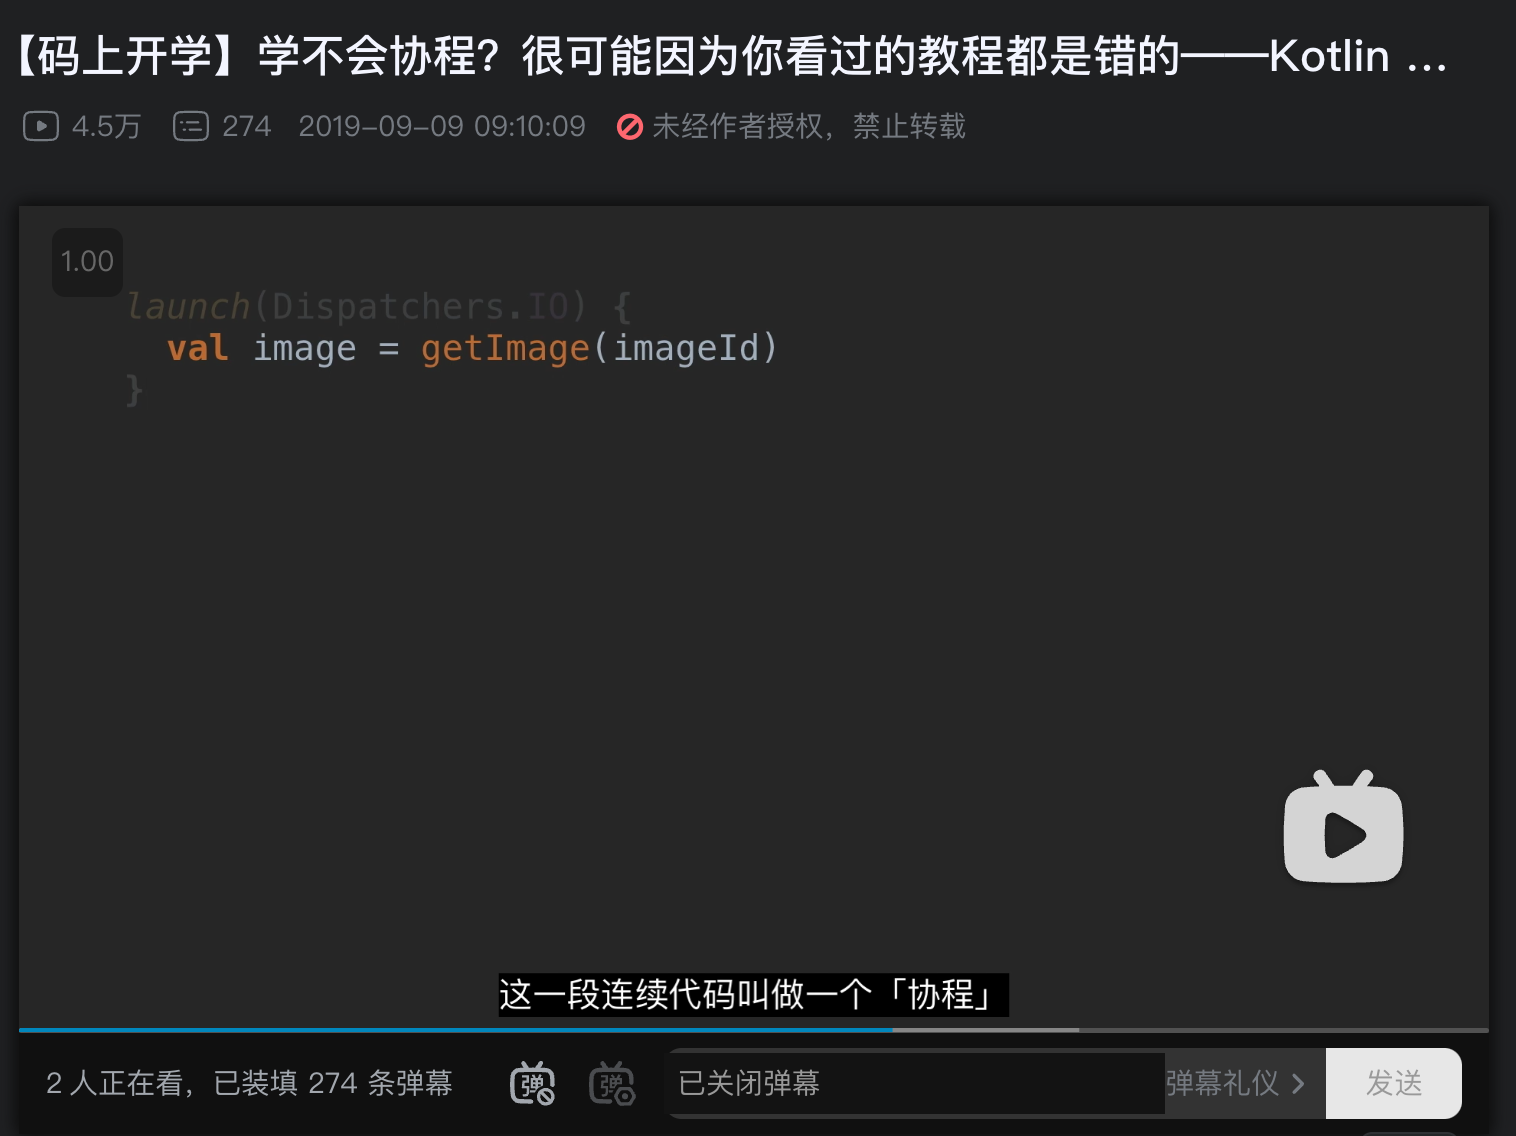 【码上开学】学不会协程？很可能因为你看过的教程都是错的——Kotlin ...
4.5万 274 2019-09-09 09:10:09 未经作者授权，禁止转载
1.00
launch(Dispatchers.IO) {
val image = getImage(imageId)
}
这一段连续代码叫做一个「协程」
2 人正在看，已装填 274 条弹幕 弹 弹 已关闭弹幕 弹幕礼仪 > 发送